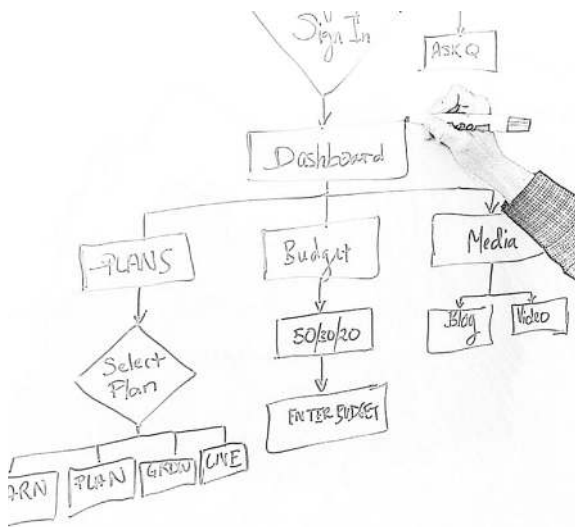 Sign In
ASK Q
Dashboard
PLANS
Budget
Media
50/30/20
Blog
Video
Select
Plan
ENTER BUDGET
ARN
PLAN
GROW
LIVE